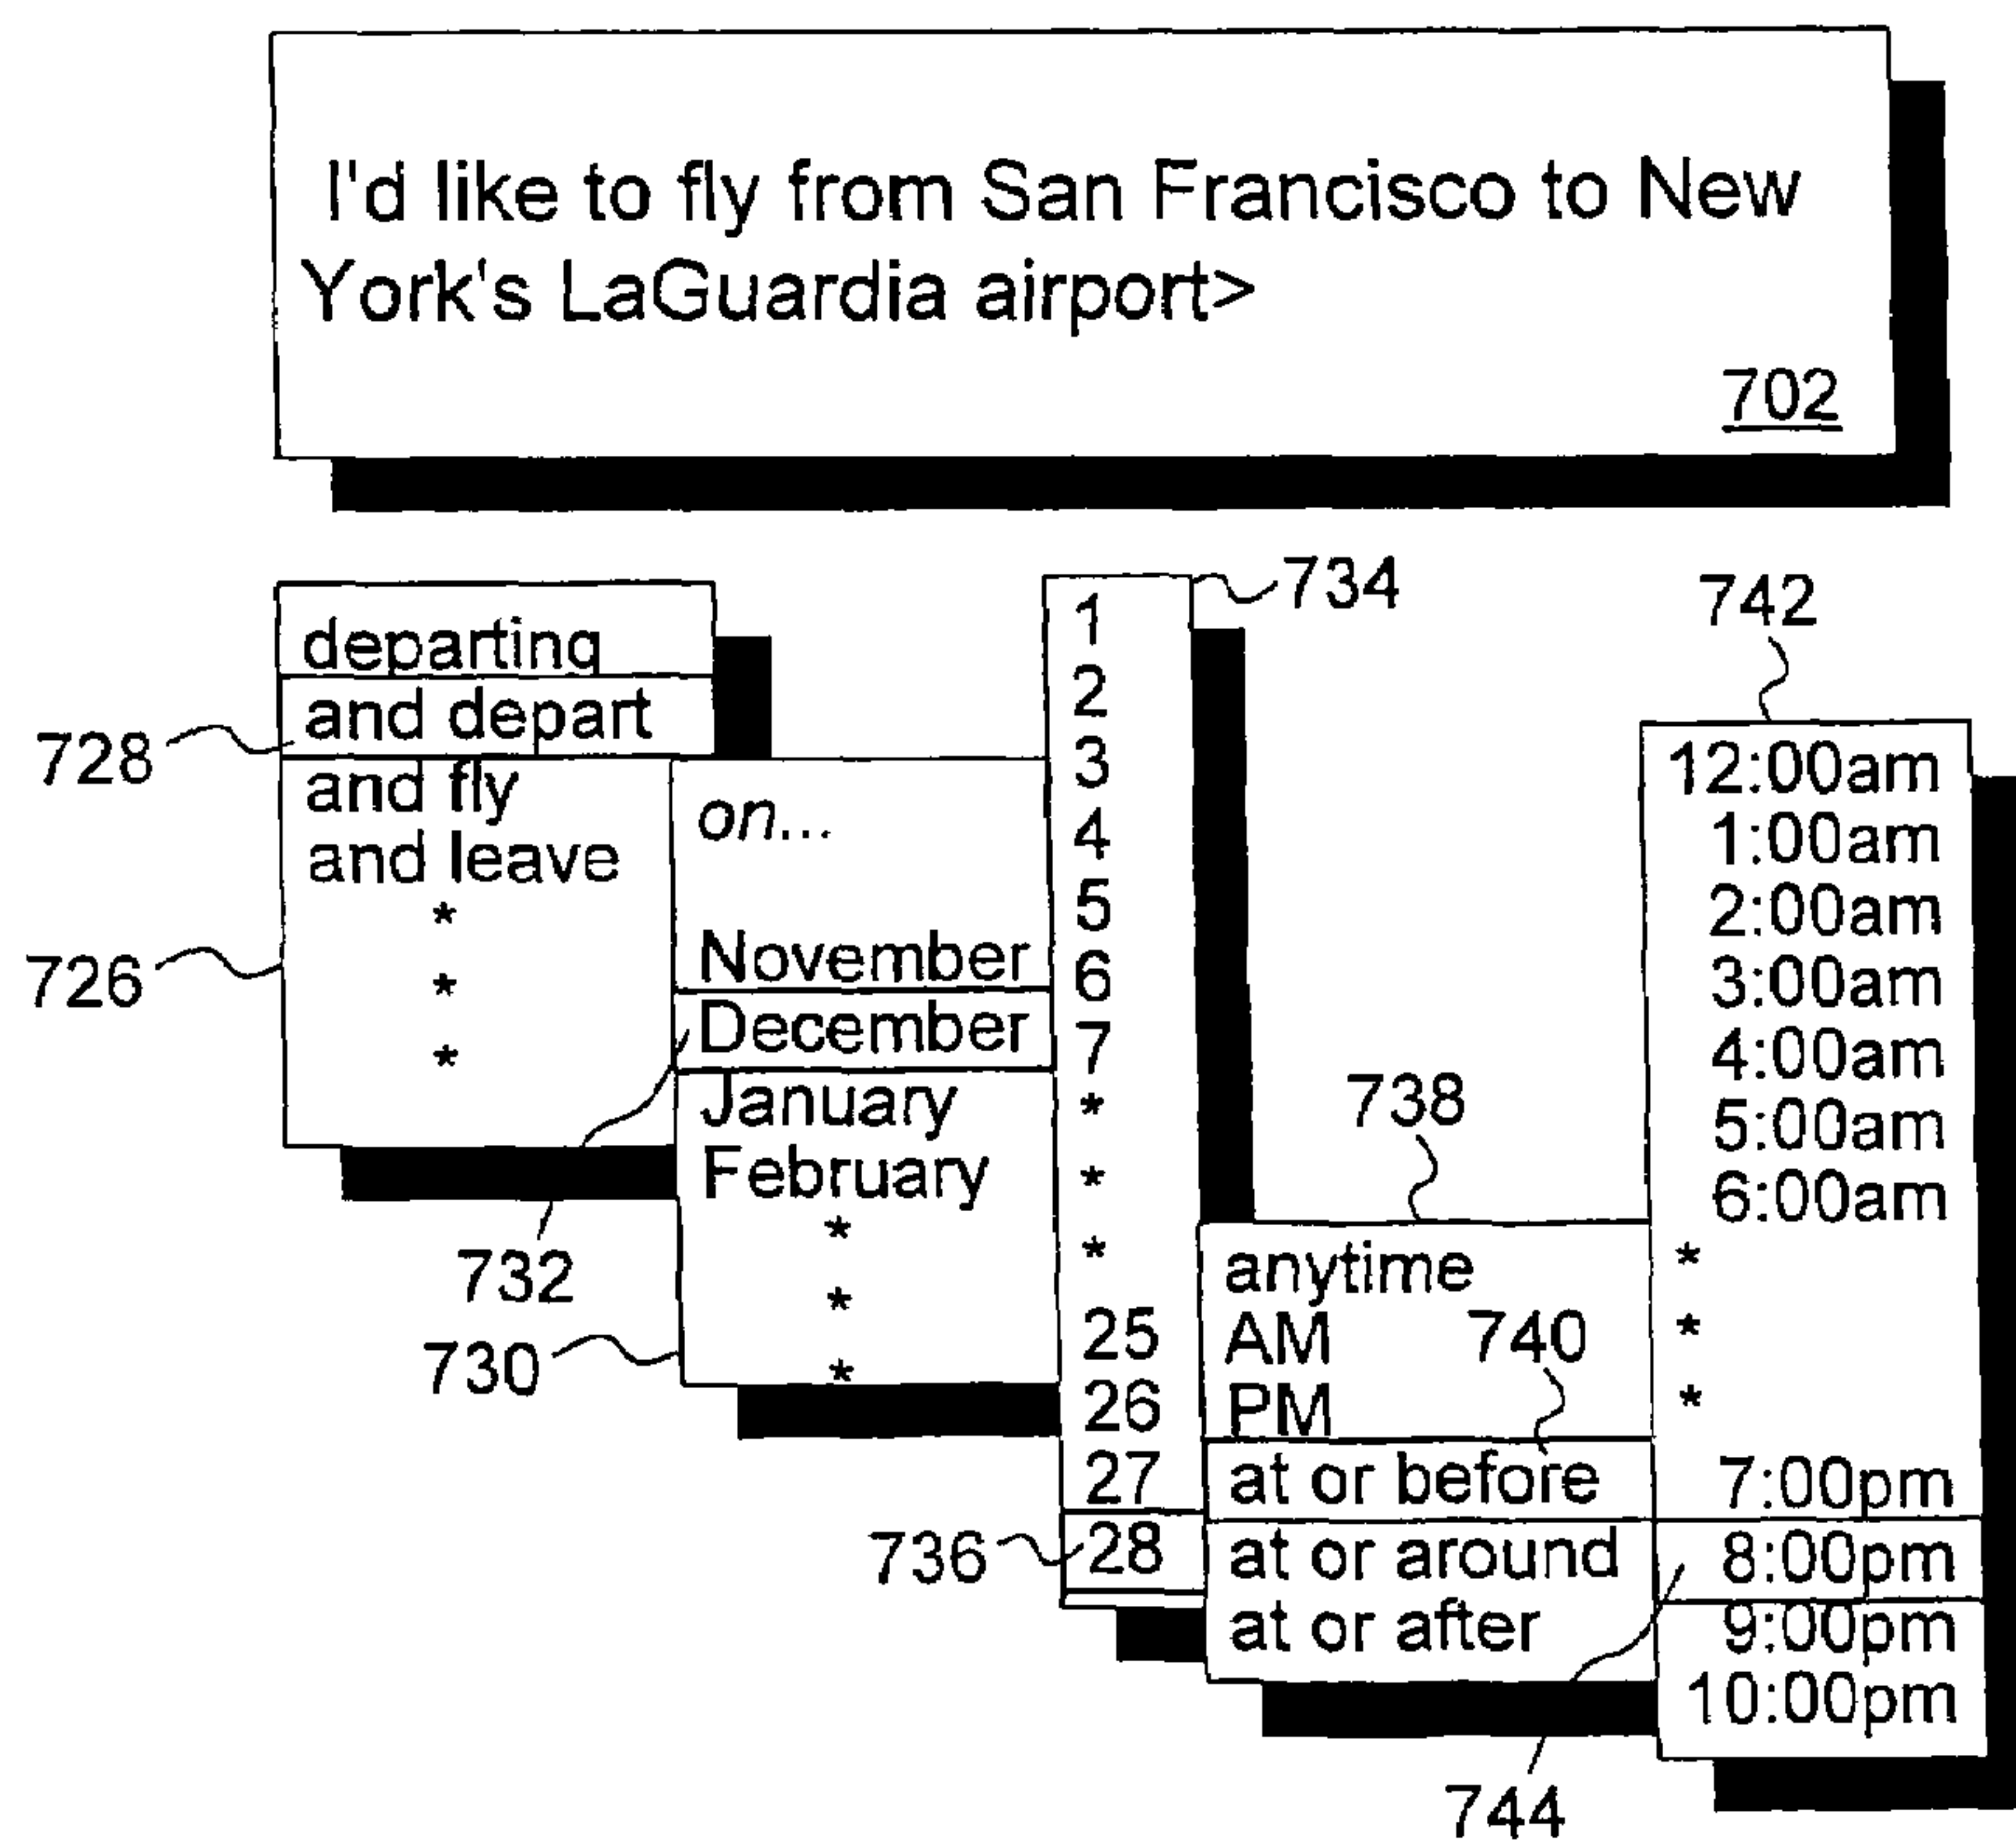 I'd like to fly from San Francisco to New
York's LaGuardia airport>
702
departing
and depart
and fly
and leave
*
*
*
728
726
on...
November
December
January
February
*
*
*
732
730
734
1
2
3
4
5
6
7
*
*
*
25
26
27
28
736
738
anytime
AM
PM
at or before
at or around
at or after
740
742
12:00am
1:00am
2:00am
3:00am
4:00am
5:00am
6:00am
*
*
*
7:00pm
8:00pm
9:00pm
10:00pm
744